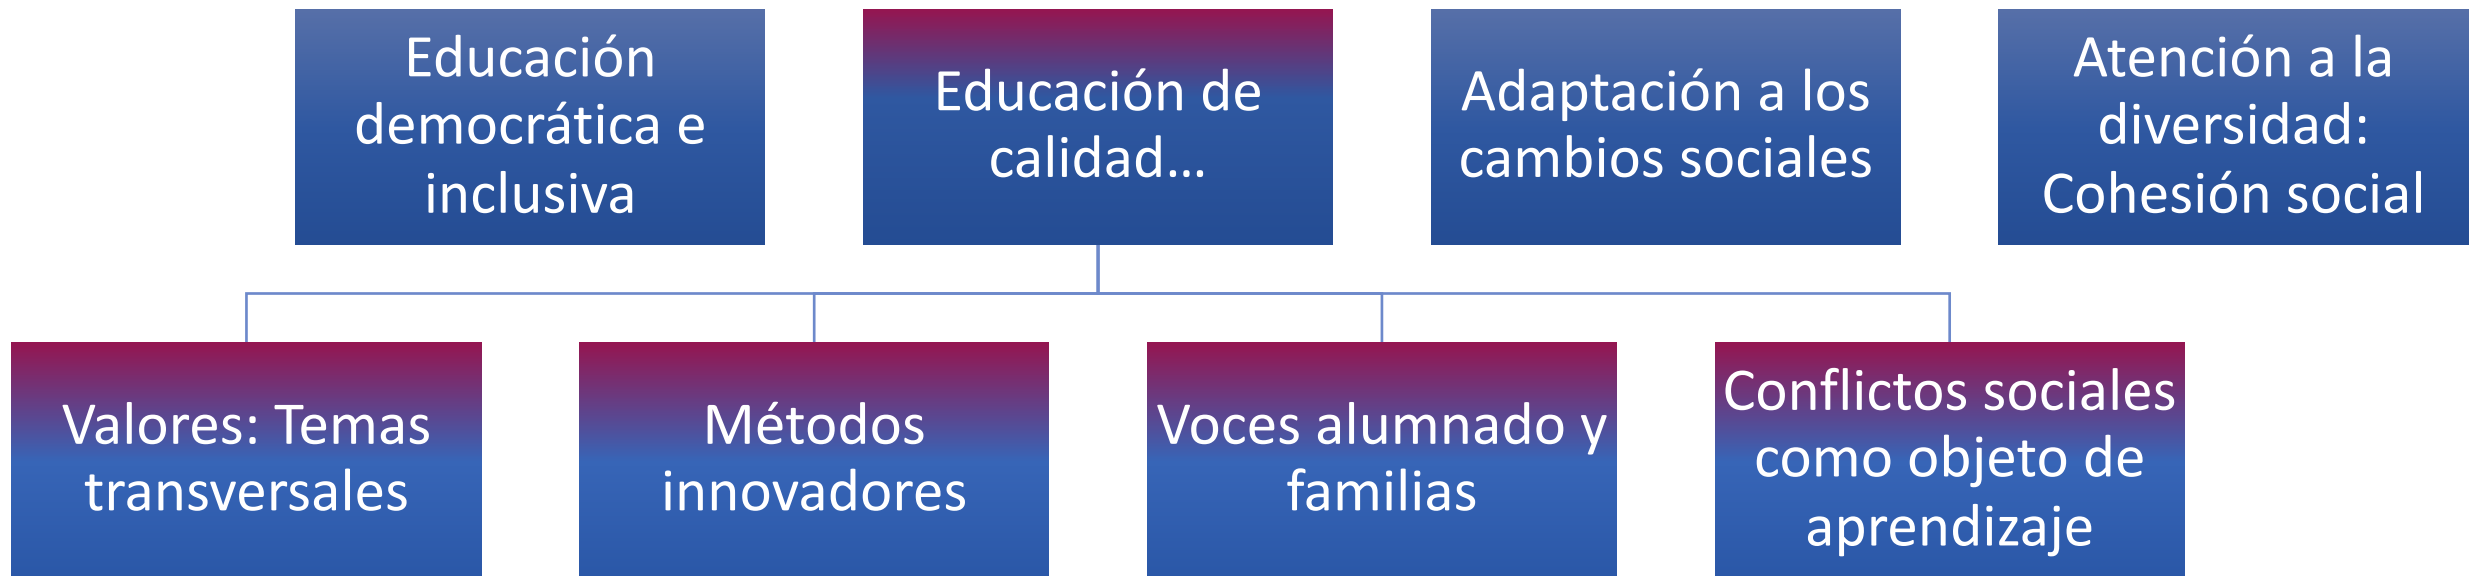 Educación
democrática e
inclusiva
Educación de
calidad...
Adaptación a los
cambios sociales
Atención a la
diversidad:
Cohesión social
Valores: Temas
transversales
Métodos
innovadores
Voces alumnado y
familias
Conflictos sociales
como objeto de
aprendizaje